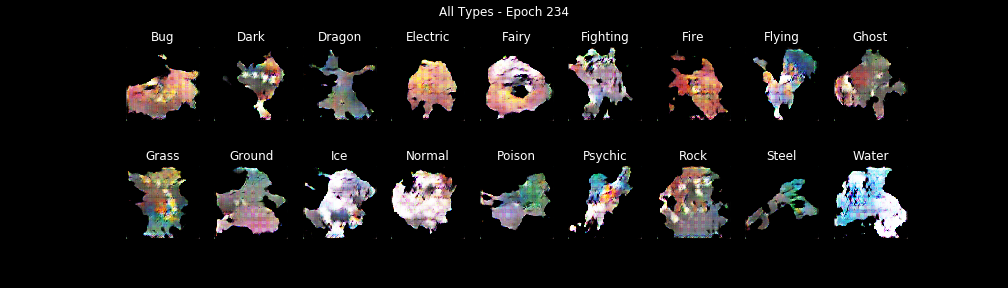 All Types - Epoch 234
Bug Dark Dragon Electric Fairy Fighting Fire Flying Ghost
Grass Ground Ice Normal Poison Psychic Rock Steel Water